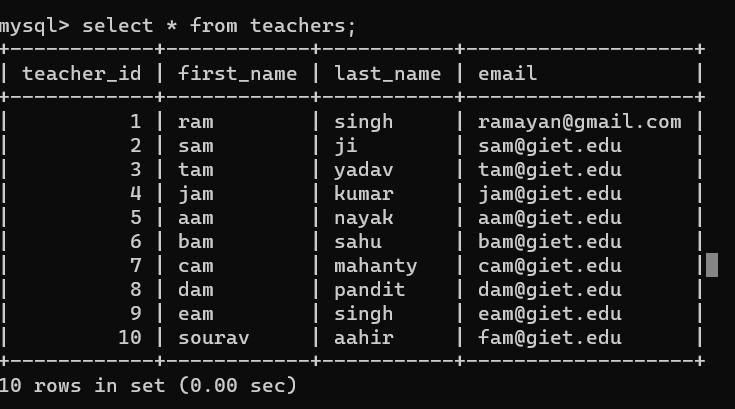 mysql> select * from teachers;
+------------+------------+-----------+-------------------+
| teacher_id | first_name | last_name | email             |
+------------+------------+-----------+-------------------+
|          1 | ram        | singh     | ramayan@gmail.com |
|          2 | sam        | ji        | sam@giet.edu      |
|          3 | tam        | yadav     | tam@giet.edu      |
|          4 | jam        | kumar     | jam@giet.edu      |
|          5 | aam        | nayak     | aam@giet.edu      |
|          6 | bam        | sahu      | bam@giet.edu      |
|          7 | cam        | mahanty   | cam@giet.edu      |
|          8 | dam        | pandit    | dam@giet.edu      |
|          9 | eam        | singh     | eam@giet.edu      |
|         10 | sourav     | aahir     | fam@giet.edu      |
+------------+------------+-----------+-------------------+
10 rows in set (0.00 sec)